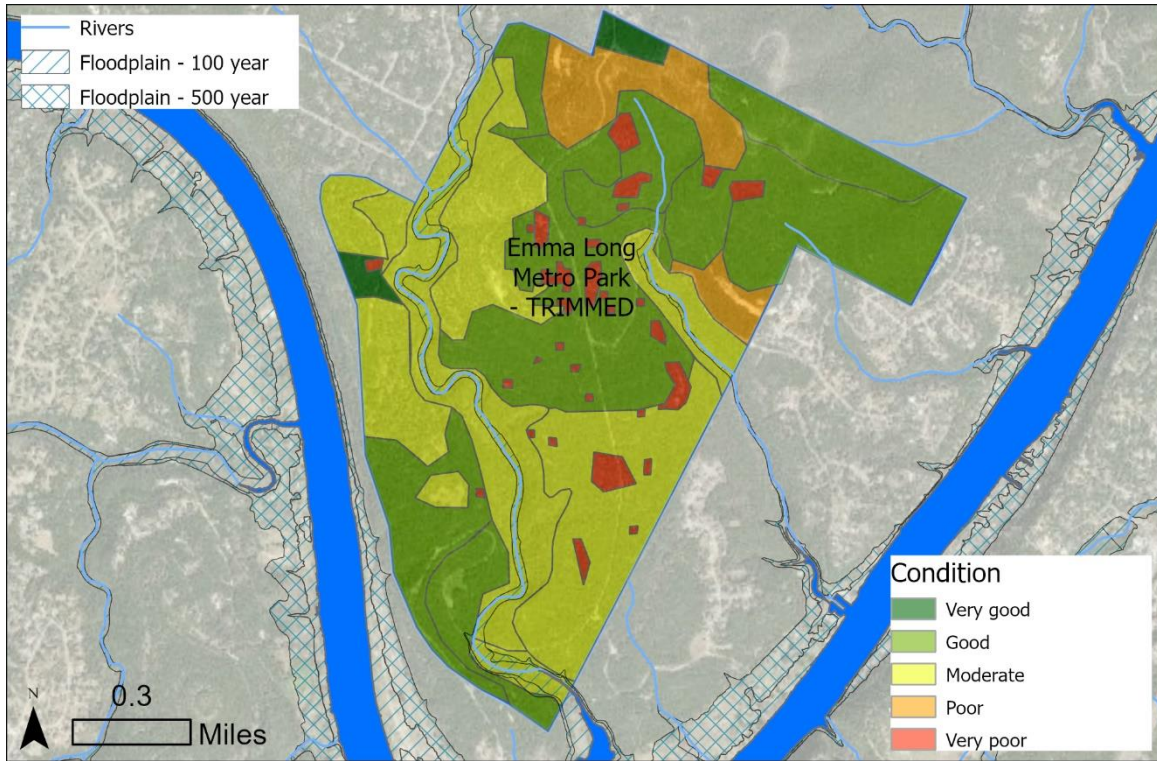 Rivers
Floodplain - 100 year
Floodplain - 500 year
Emma Long
Metro Park
- TRIMMED
Condition
Very good
Good
Moderate
Poor
Very poor
N
0.3
Miles